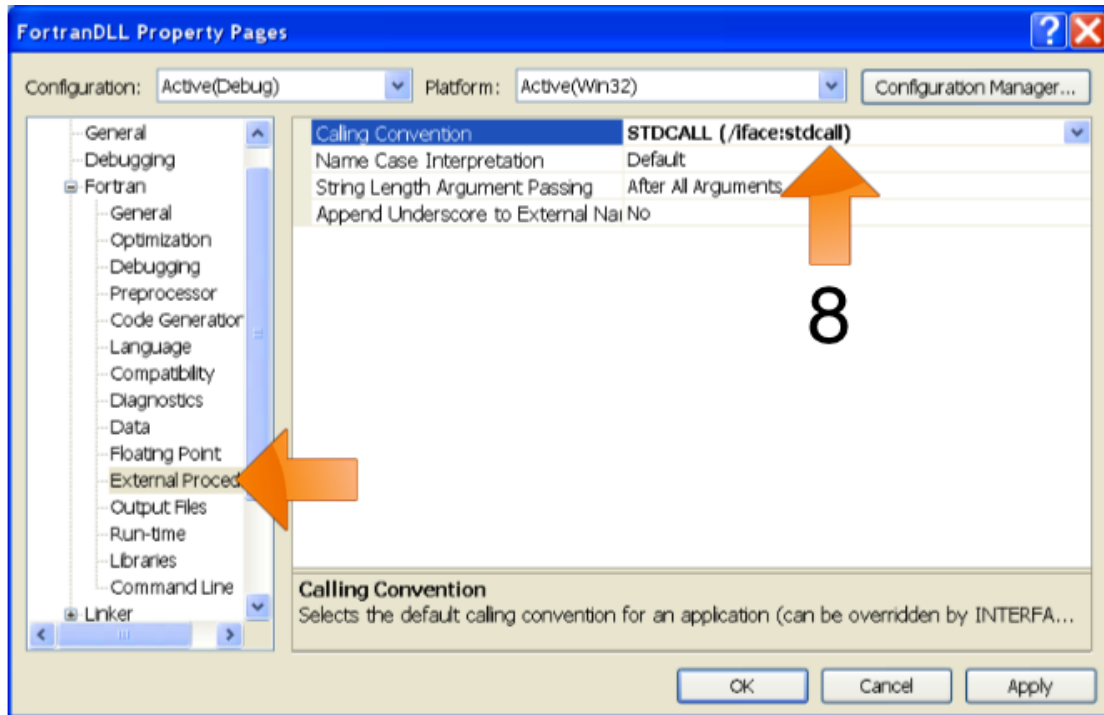 FortranDLL Property Pages
Configuration: Active(Debug) Platform: Active(Win32) Configuration Manager...
General
Debugging
Fortran
General
Optimization
Debugging
Preprocessor
Code Generation
Language
Compatibility
Diagnostics
Data
Floating Point
External Proced
Output Files
Run-time
Libraries
Command Line
Linker
Calling Convention STDCALL (/iface:stdcall)
Name Case Interpretation Default
String Length Argument Passing After All Arguments
Append Underscore to External Nai No
8
Calling Convention
Selects the default calling convention for an application (can be overridden by INTERFA...
OK Cancel Apply